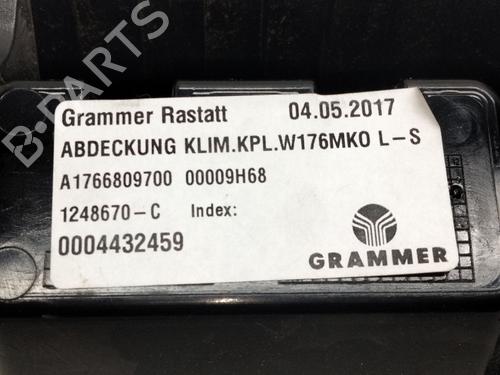 B-PARTS
Grammer Rastatt 04.05.2017
ABDECKUNG KLIM.KPL.W176MKO L-S
A1766809700 00009H68
1248670-C Index:
0004432459
GRAMMER